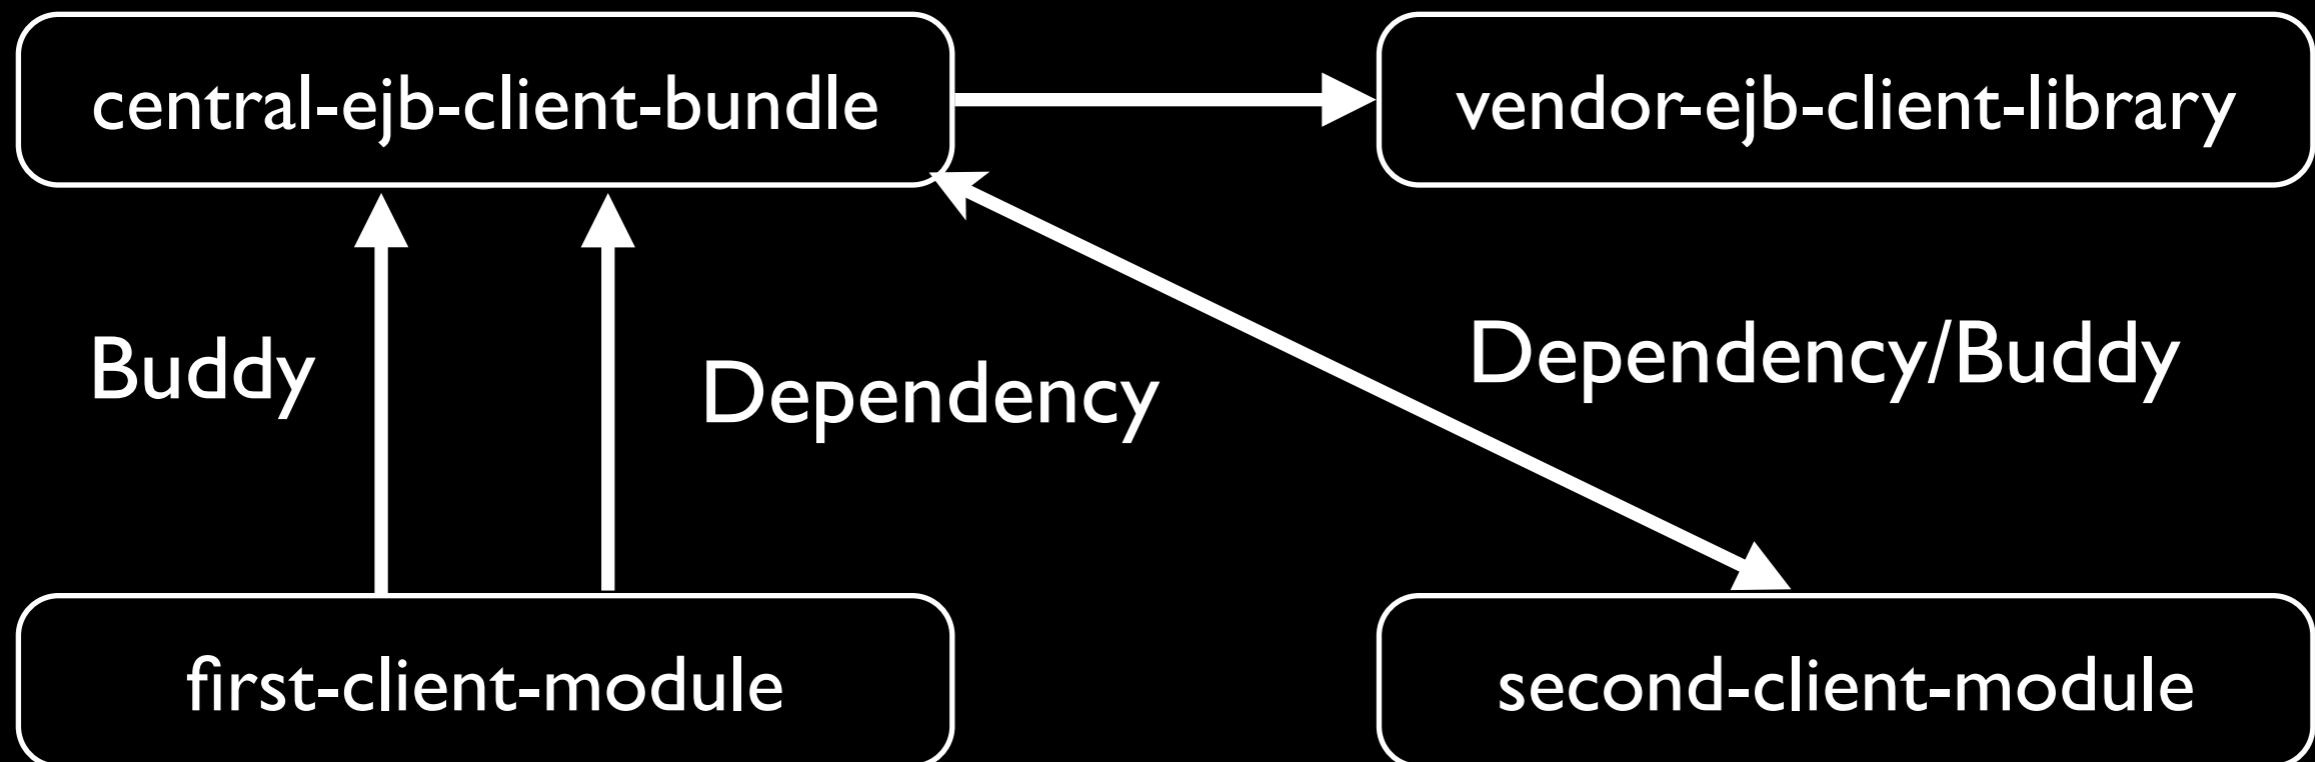 central-ejb-client-bundle
vendor-ejb-client-library
Buddy
Dependency
Dependency/Buddy
first-client-module
second-client-module